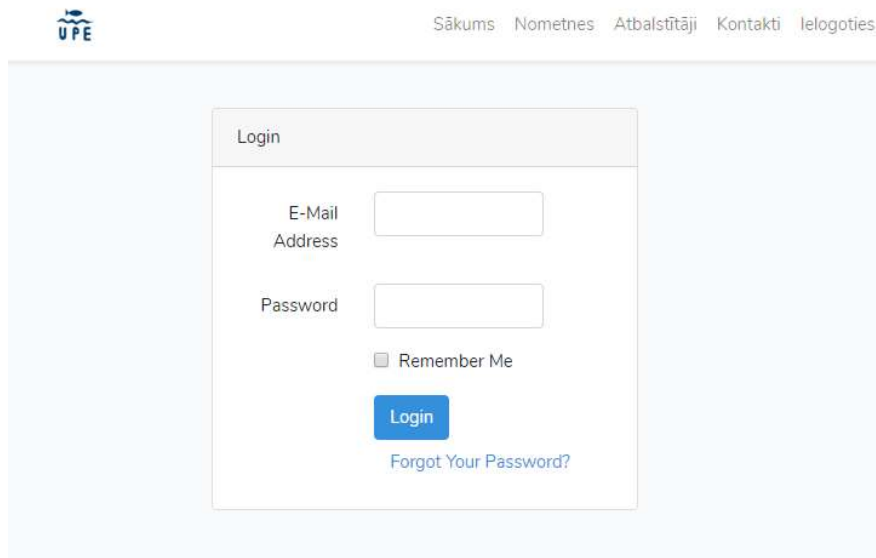 UPE
Sākums Nometnes Atbalstītāji Kontakti Ielogoties
Login
E-Mail
Address
Password
Remember Me
Login
Forgot Your Password?